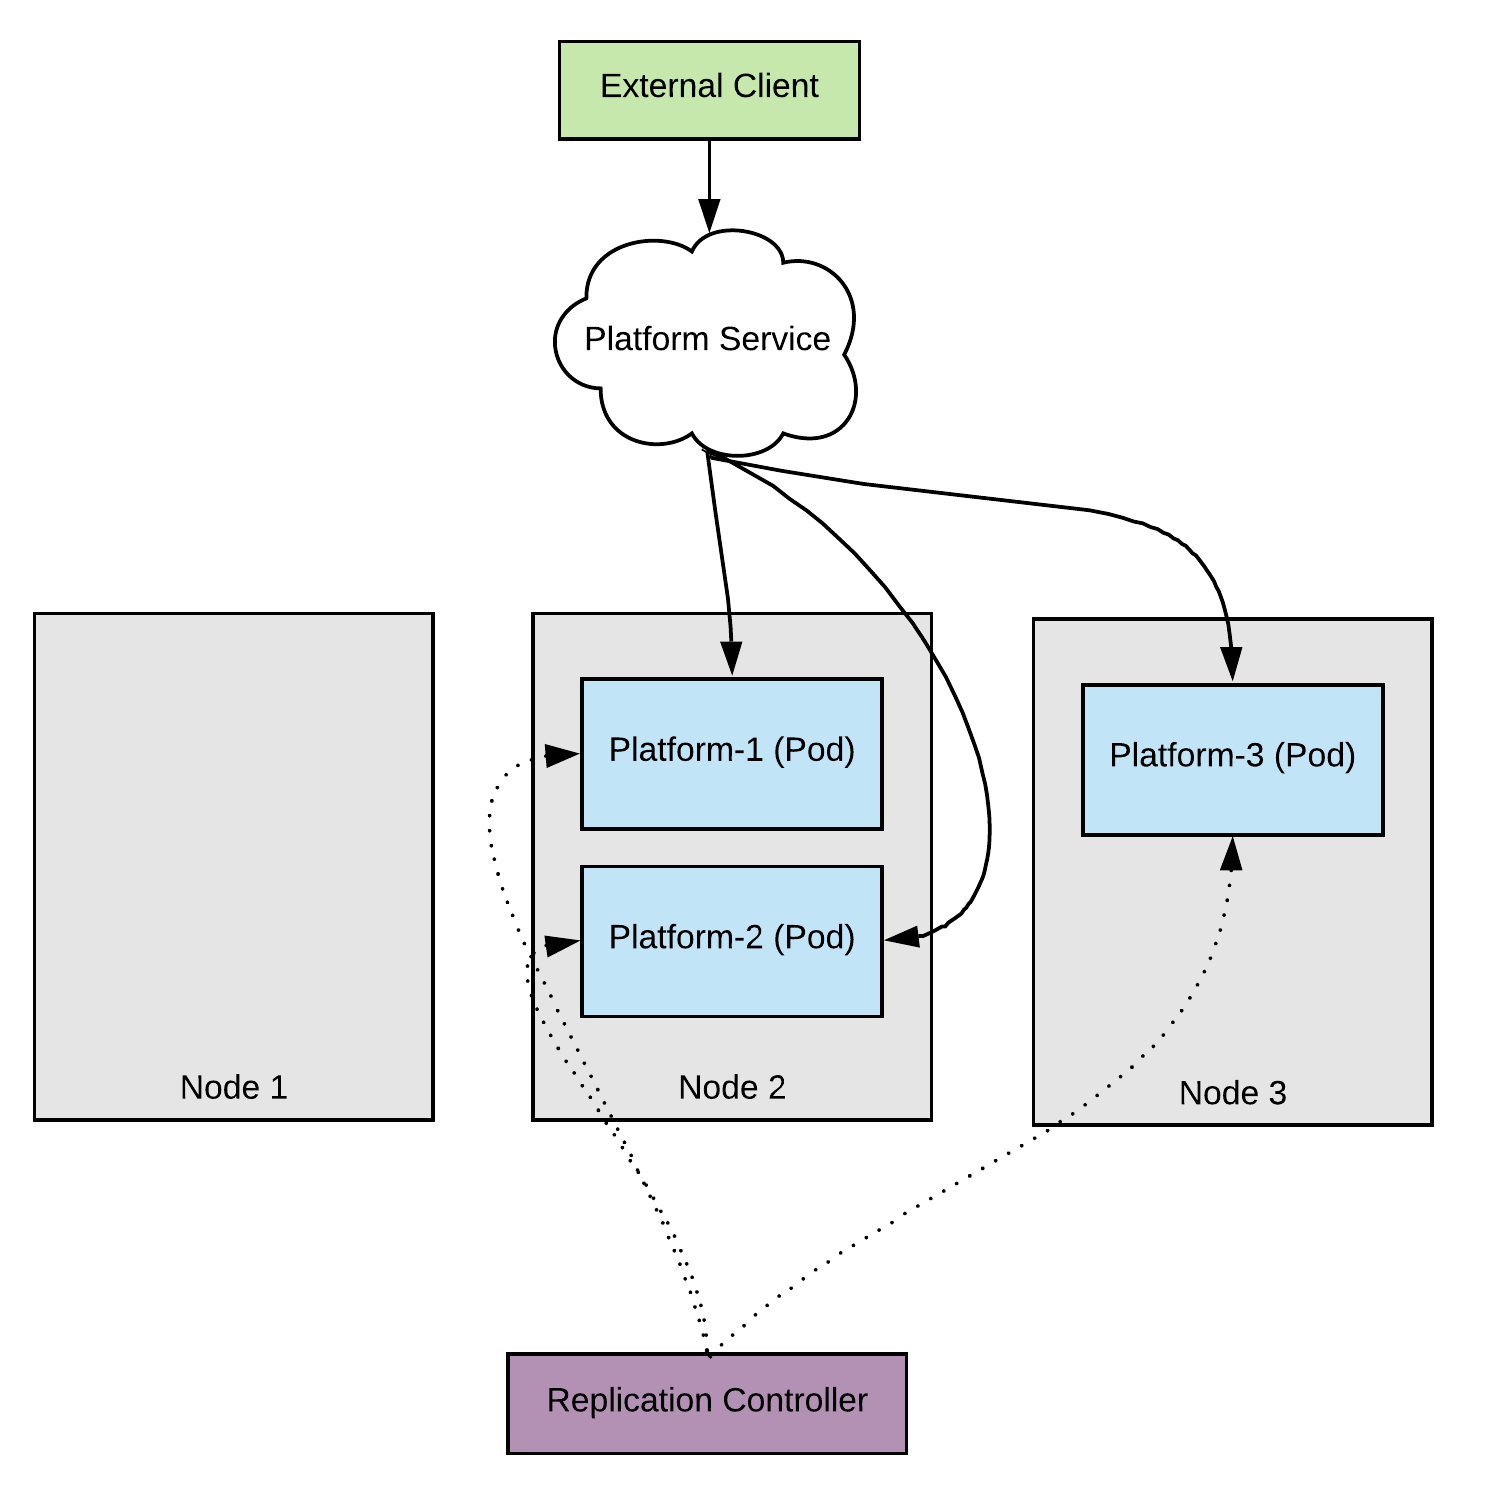 External Client
Platform Service
Platform-1 (Pod)
Platform-3 (Pod)
Platform-2 (Pod)
Node 1
Node 2
Node 3
Replication Controller